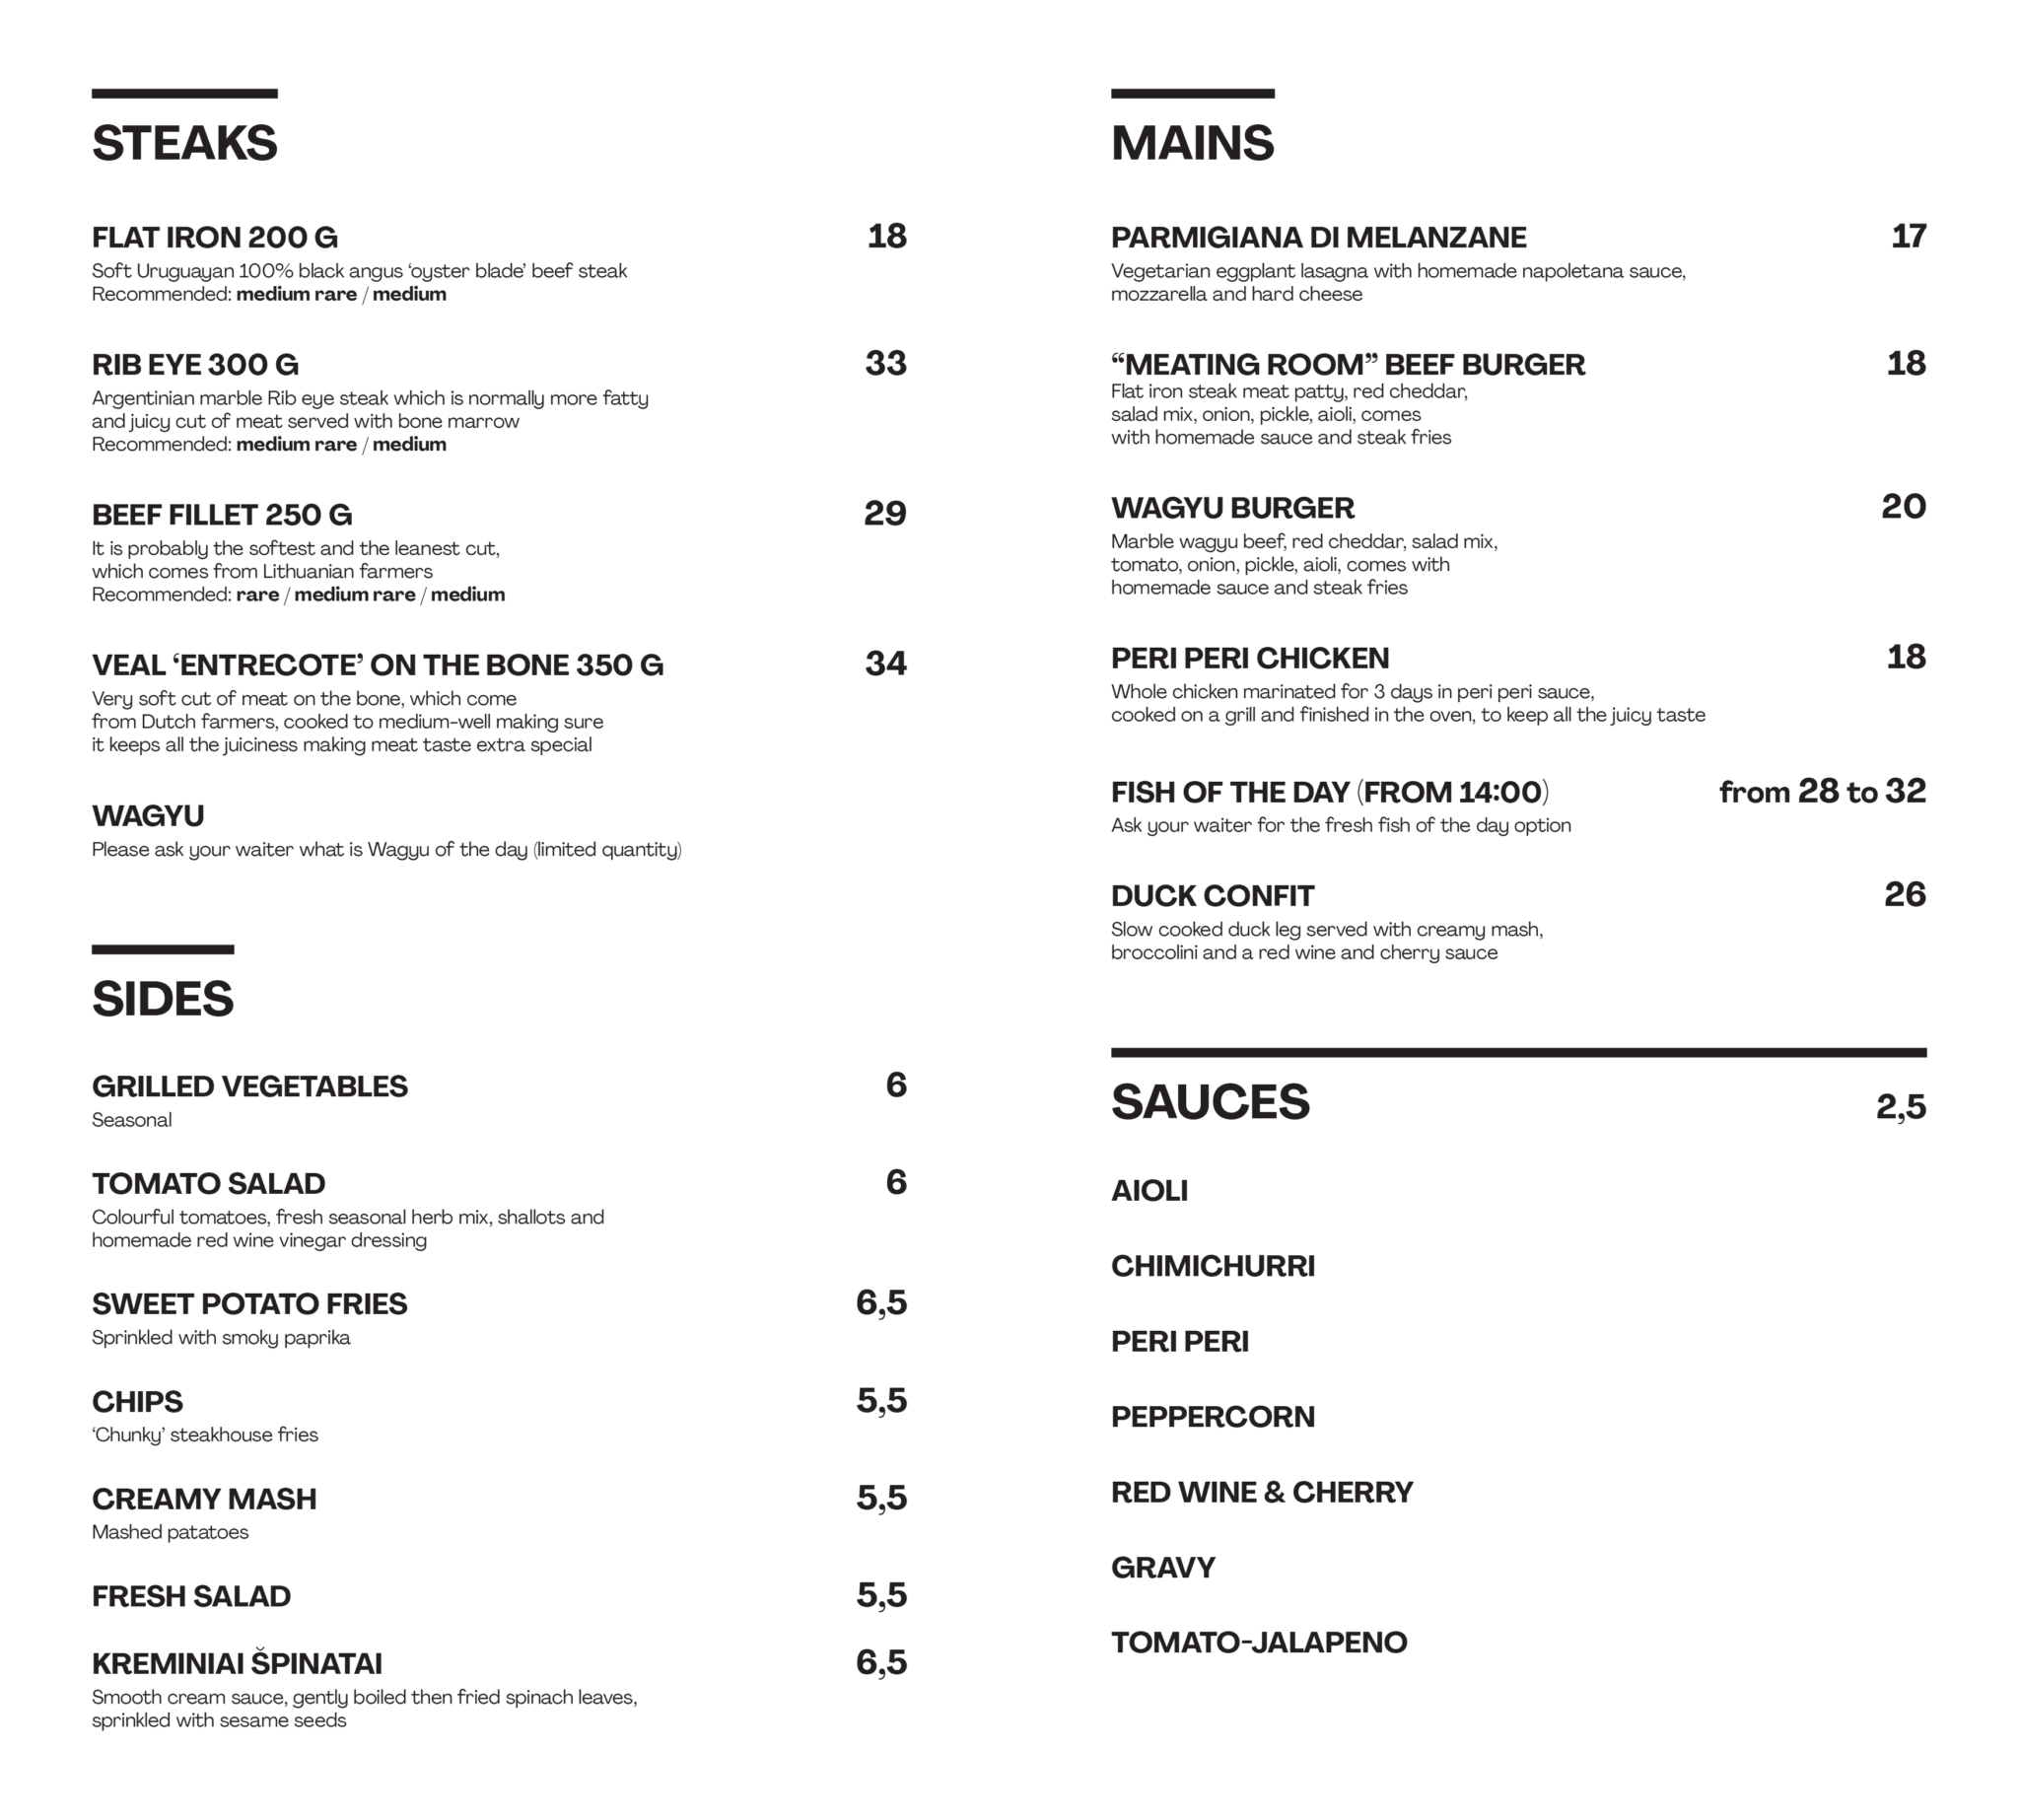 STEAKS
FLAT IRON 200 G 18
Soft Uruguayan 100% black angus ‘oyster blade’ beef steak
Recommended: medium rare / medium
RIB EYE 300 G 33
Argentinian marble Rib eye steak which is normally more fatty
and juicy cut of meat served with bone marrow
Recommended: medium rare / medium
BEEF FILLET 250 G 29
It is probably the softest and the leanest cut,
which comes from Lithuanian farmers
Recommended: rare / medium rare / medium
VEAL ‘ENTRECOTE’ ON THE BONE 350 G 34
Very soft cut of meat on the bone, which come
from Dutch farmers, cooked to medium-well making sure
it keeps all the juiciness making meat taste extra special
WAGYU
Please ask your waiter what is Wagyu of the day (limited quantity)
SIDES
GRILLED VEGETABLES 6
Seasonal
TOMATO SALAD 6
Colourful tomatoes, fresh seasonal herb mix, shallots and
homemade red wine vinegar dressing
SWEET POTATO FRIES 6,5
Sprinkled with smoky paprika
CHIPS 5,5
‘Chunky’ steakhouse fries
CREAMY MASH 5,5
Mashed patatoes
FRESH SALAD 5,5
KREMINIAI ŠPINATAI 6,5
Smooth cream sauce, gently boiled then fried spinach leaves,
sprinkled with sesame seeds
MAINS
PARMIGIANA DI MELANZANE 17
Vegetarian eggplant lasagna with homemade napoletana sauce,
mozzarella and hard cheese
“MEATING ROOM” BEEF BURGER 18
Flat iron steak meat patty, red cheddar,
salad mix, onion, pickle, aioli, comes
with homemade sauce and steak fries
WAGYU BURGER 20
Marble wagyu beef, red cheddar, salad mix,
tomato, onion, pickle, aioli, comes with
homemade sauce and steak fries
PERI PERI CHICKEN 18
Whole chicken marinated for 3 days in peri peri sauce,
cooked on a grill and finished in the oven, to keep all the juicy taste
FISH OF THE DAY (FROM 14:00) from 28 to 32
Ask your waiter for the fresh fish of the day option
DUCK CONFIT 26
Slow cooked duck leg served with creamy mash,
broccolini and a red wine and cherry sauce
SAUCES 2,5
AIOLI
CHIMICHURRI
PERI PERI
PEPPERCORN
RED WINE & CHERRY
GRAVY
TOMATO-JALAPENO